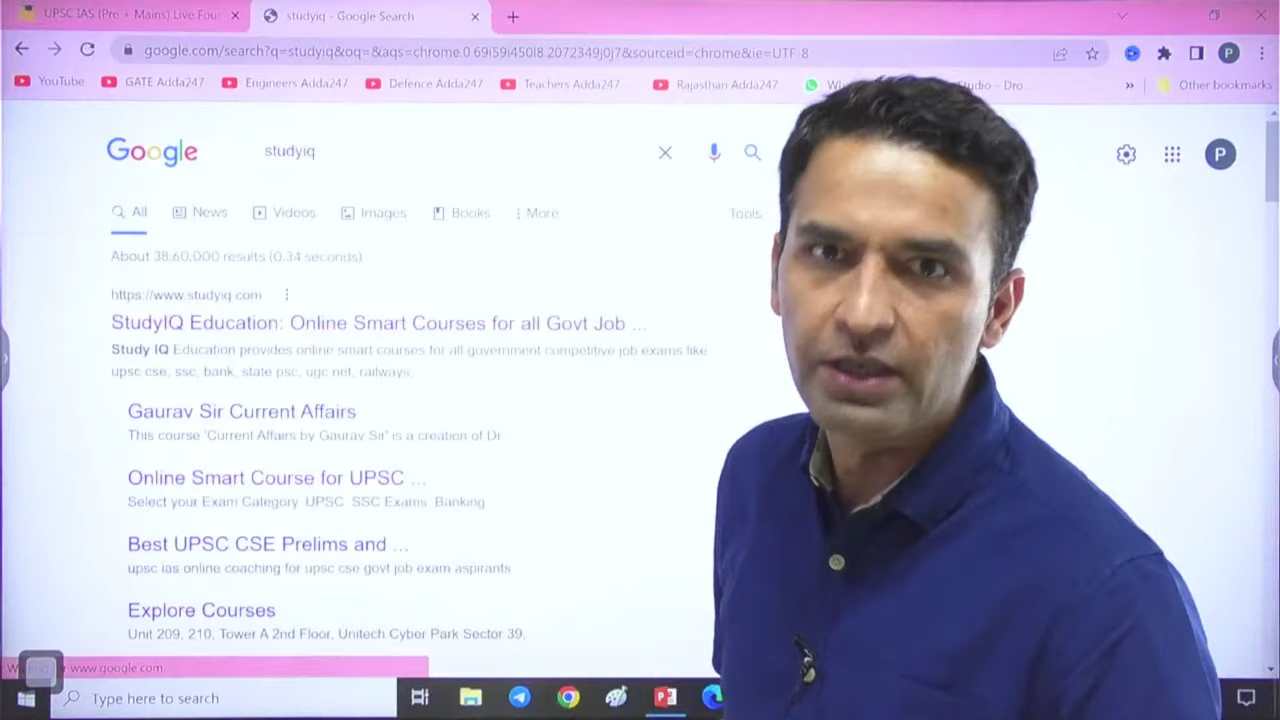 UPSC IAS (Pre + Mains) Live Four
studyiq - Google Search
google.com/search?q=studyiq&oq=&aqs=chrome.0.69i59i450l8.2072349j0j7&sourceid=chrome&ie=UTF-8
YouTube
GATE Adda247
Engineers Adda247
Defence Adda247
Teachers Adda247
Rajasthan Adda247
Other bookmarks
P
Google
studyiq
P
All
News
Videos
Images
Books
More
Tools
About 38,60,000 results (0.34 seconds)
https://www.studyiq.com
StudyIQ Education: Online Smart Courses for all Govt Job ...
Study IQ Education provides online smart courses for all government competitive job exams like
upsc cse, ssc, bank, state psc, ugc net, railways.
Gaurav Sir Current Affairs
This course 'Current Affairs by Gaurav Sir' is a creation of Dr
Online Smart Course for UPSC ...
Select your Exam Category UPSC SSC Exams Banking
Best UPSC CSE Prelims and ...
upsc ias online coaching for upsc cse govt job exam aspirants
Explore Courses
Unit 209, 210, Tower A 2nd Floor, Unitech Cyber Park Sector 39,
www.google.com
Type here to search